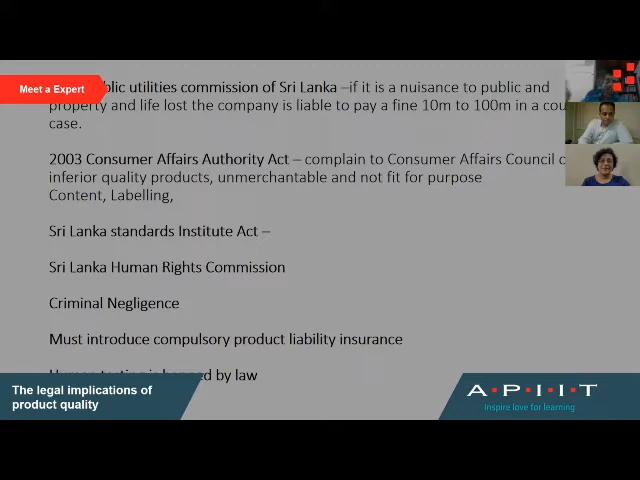 Meet a Expert
blic utilities commission of Sri Lanka –if it is a nuisance to public and
property and life lost the company is liable to pay a fine 10m to 100m in a cou
case.
2003 Consumer Affairs Authority Act – complain to Consumer Affairs Council
inferior quality products, unmerchantable and not fit for purpose
Content, Labelling,
Sri Lanka standards Institute Act –
Sri Lanka Human Rights Commission
Criminal Negligence
Must introduce compulsory product liability insurance
by law
The legal implications of
product quality
A·P·I·I·T
Inspire love for learning